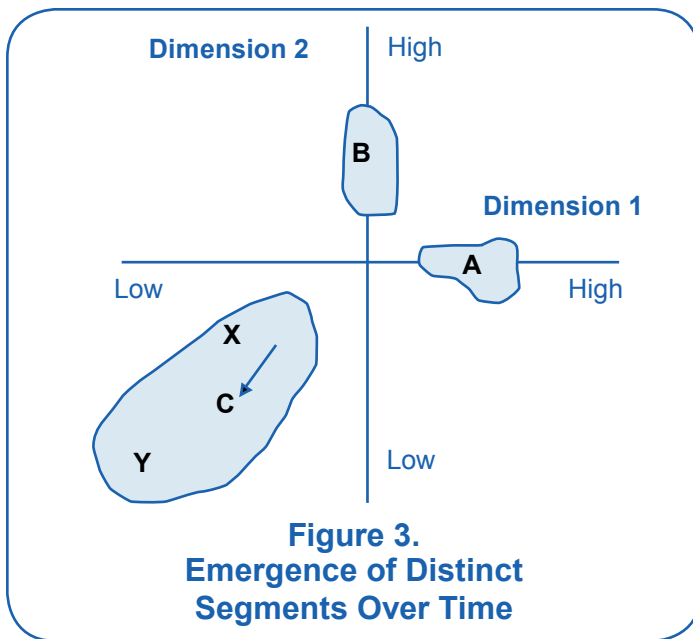 Dimension 2
High
B
Dimension 1
A
Low
High
X
C
Y
Low
Figure 3.
Emergence of Distinct
Segments Over Time